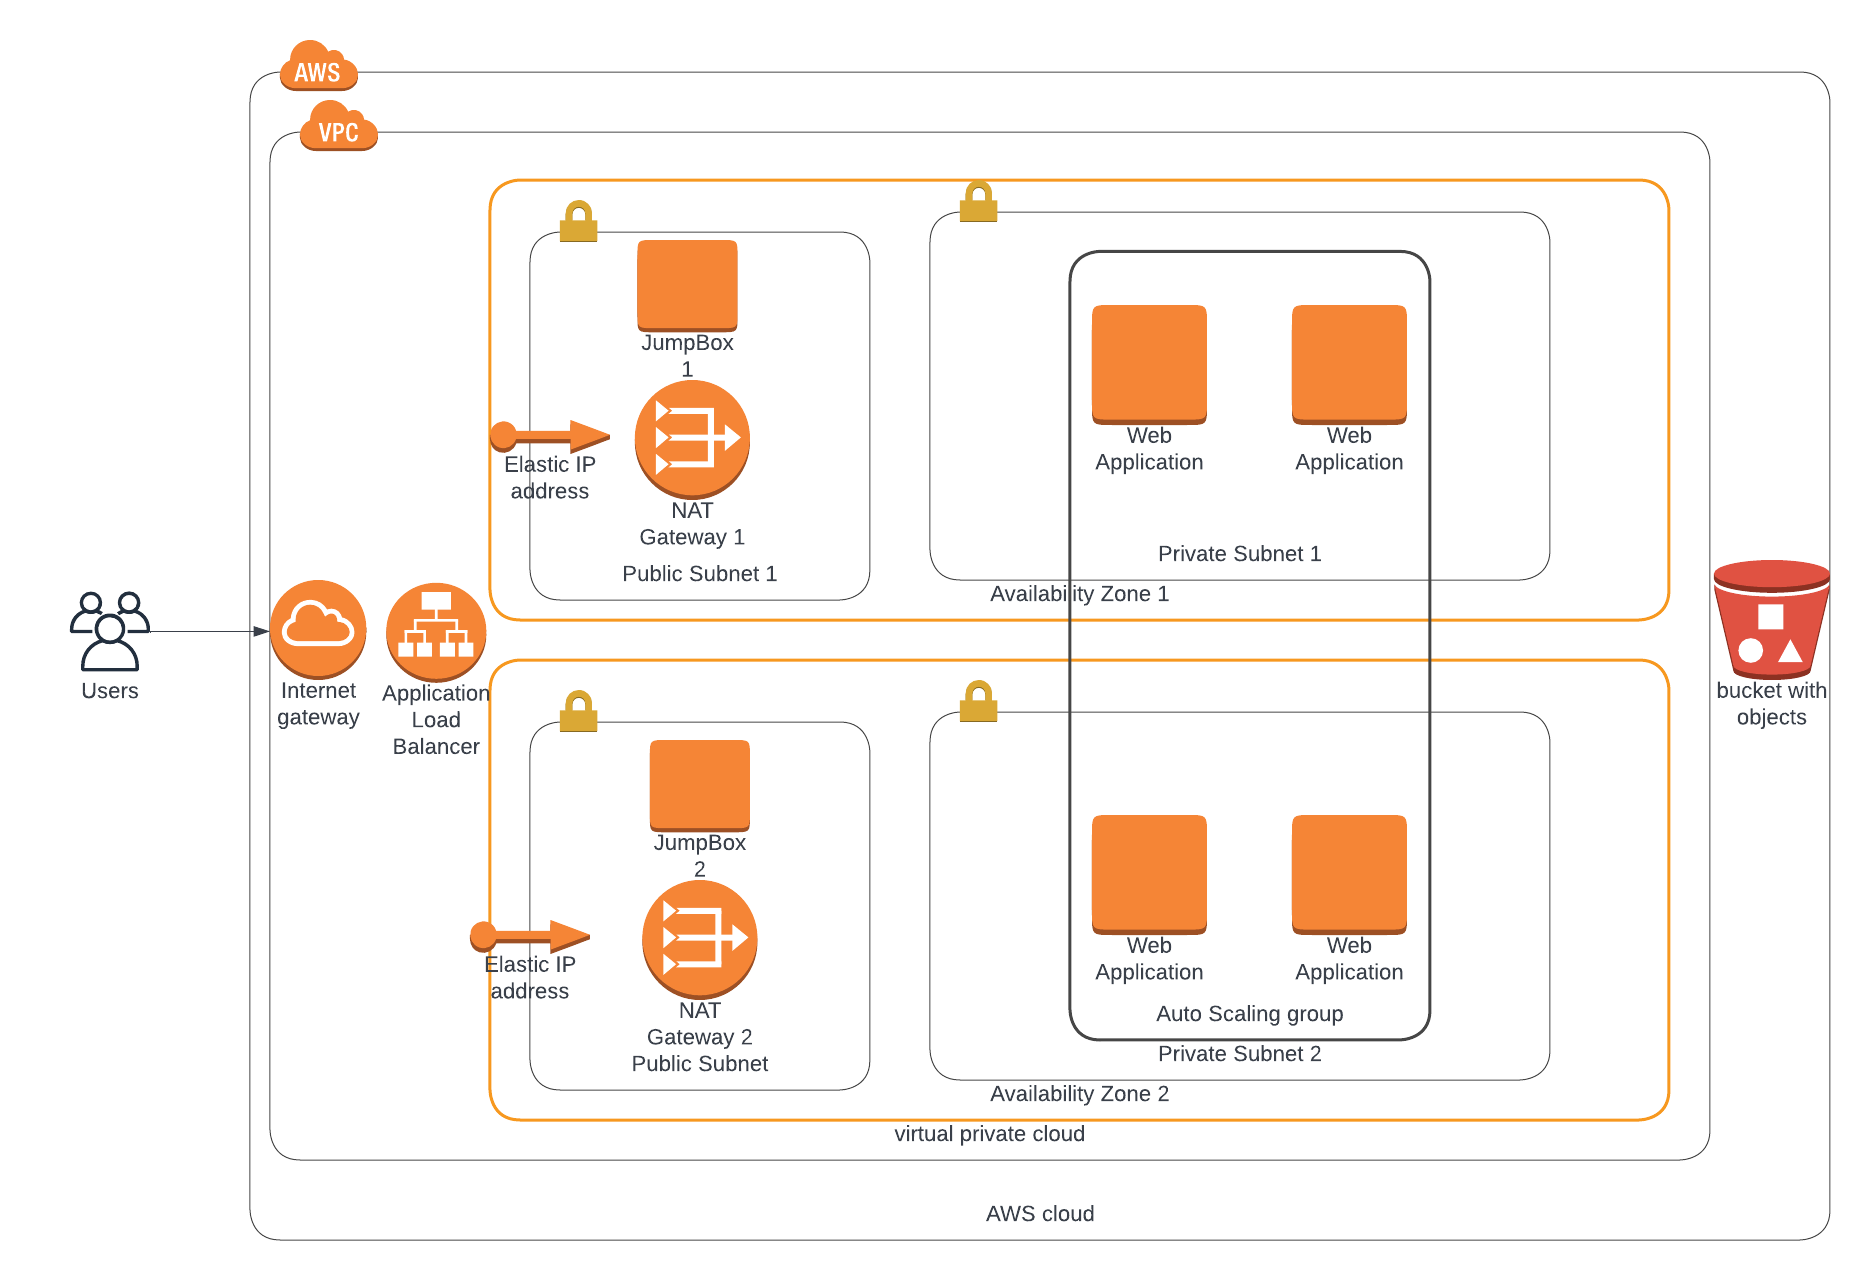 AWS
VPC
JumpBox
1
Elastic IP
address
NAT
Gateway 1
Public Subnet 1
Web
Application
Web
Application
Private Subnet 1
Availability Zone 1
Users
Internet
gateway
Application
Load
Balancer
bucket with
objects
JumpBox
2
Elastic IP
address
NAT
Gateway 2
Public Subnet
Web
Application
Web
Application
Auto Scaling group
Private Subnet 2
Availability Zone 2
virtual private cloud
AWS cloud